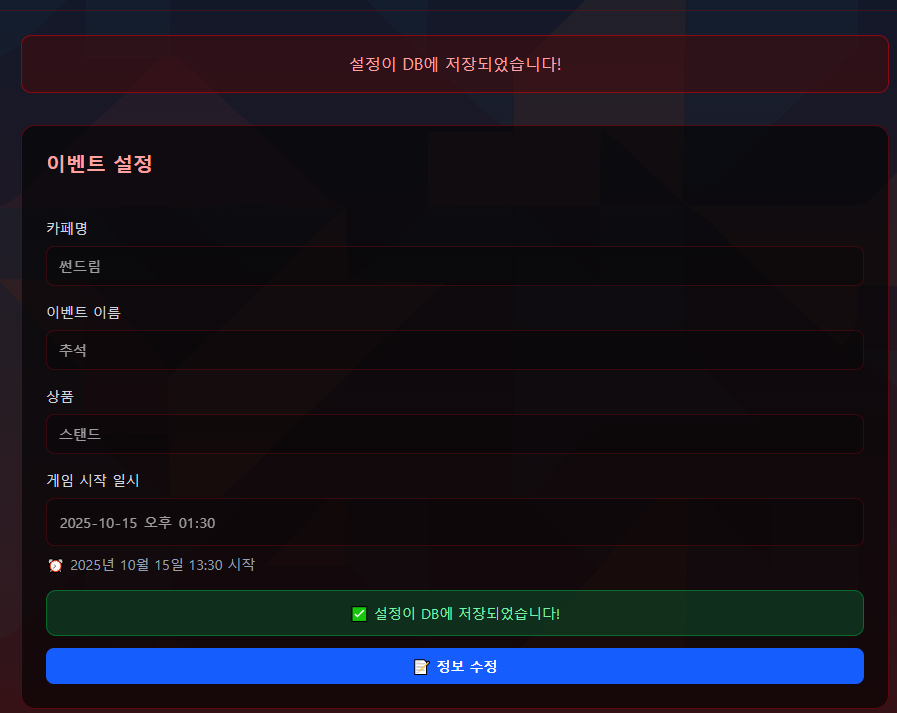 설정이 DB에 저장되었습니다!
이벤트 설정
카페명
썬드림
이벤트 이름
추석
상품
스탠드
게임 시작 일시
2025-10-15 오후 01:30
⏰ 2025년 10월 15일 13:30 시작
✅ 설정이 DB에 저장되었습니다!
📝 정보 수정